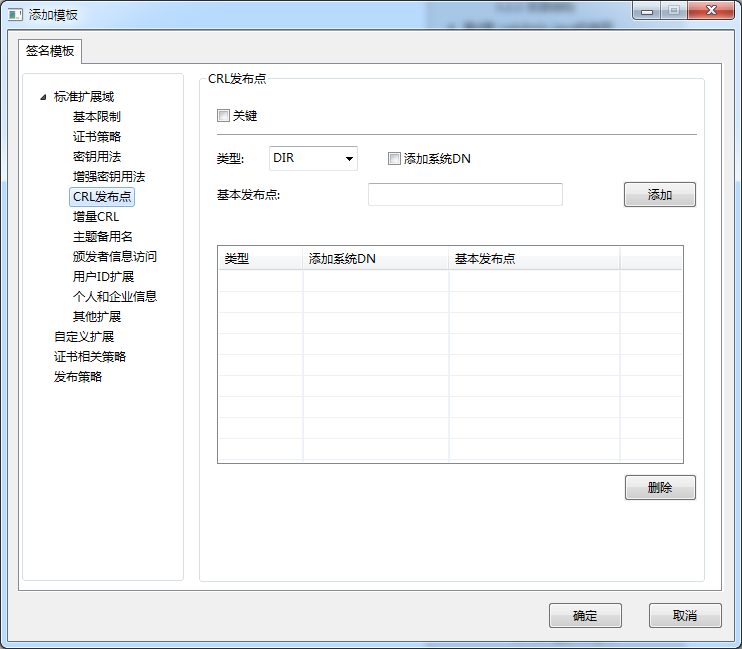 添加模板
签名模板
标准扩展域
基本限制
证书策略
密钥用法
增强密钥用法
CRL发布点
增量CRL
主题备用名
颁发者信息访问
用户ID扩展
个人和企业信息
其他扩展
自定义扩展
证书相关策略
发布策略
CRL发布点
关键
类型: DIR 添加系统DN
基本发布点: 添加
类型 添加系统DN 基本发布点
删除
确定 取消